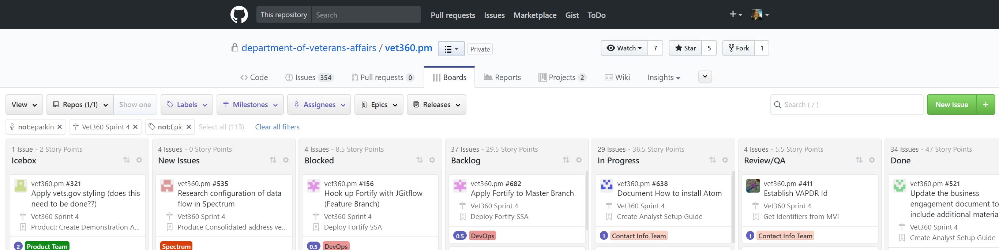 This repository Search Pull requests Issues Marketplace Gist ToDo
department-of-veterans-affairs / vet360.pm Private Watch 7 Star 5 Fork 1
Code Issues 354 Pull requests 0 Boards Reports Projects 2 Wiki Insights
View Repos (1/1) Show one Labels Milestones Assignees Epics Releases Search ( / ) New Issue +
not:eparkin Vet360 Sprint 4 not:Epic Select all (113) Clear all filters
1 Issue - 2 Story Points
Icebox
vet360.pm #321
Apply vets.gov styling (does this
need to be done??)
Vet360 Sprint 4
Product: Create Demonstration A...
2 Product Team
4 Issues - 0 Story Points
New Issues
vet360.pm #535
Research configuration of data
flow in Spectrum
Vet360 Sprint 4
Produce Consolidated address ve...
Spectrum
4 Issues - 8.5 Story Points
Blocked
vet360.pm #156
Hook up Fortify with JGitflow
(Feature Branch)
Vet360 Sprint 4
Deploy Fortify SSA
0.5 DevOps
37 Issues - 29.5 Story Points
Backlog
vet360.pm #682
Apply Fortify to Master Branch
Vet360 Sprint 4
Deploy Fortify SSA
0.5 DevOps
29 Issues - 36.5 Story Points
In Progress
vet360.pm #638
Document How to install Atom
Vet360 Sprint 4
Create Analyst Setup Guide
1 Contact Info Team
4 Issues - 5.5 Story Points
Review/QA
vet360.pm #411
Establish VAPDR Id
Vet360 Sprint 4
Get Identifiers from MVI
1 Contact Info Team
34 Issues - 47 Story Points
Done
vet360.pm #521
Update the business
engagement document to
include additional materia
Vet360 Sprint 4
Create Analyst Setup Guide